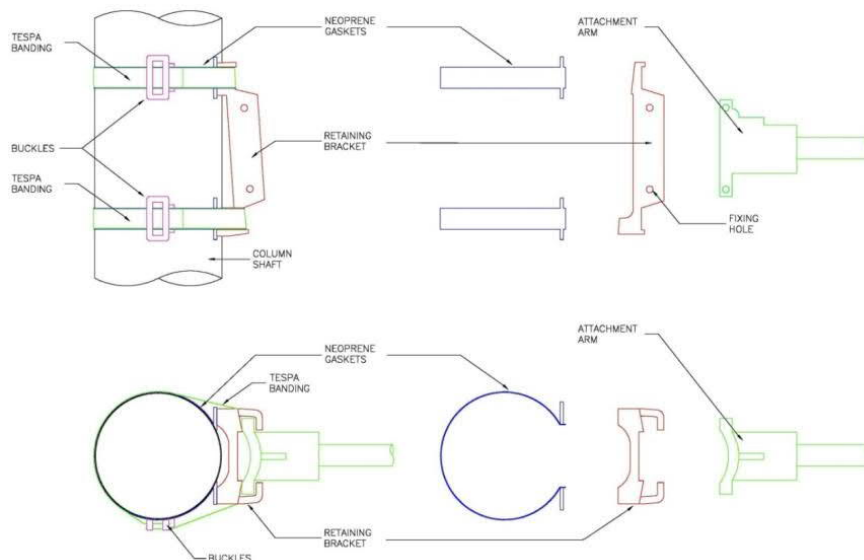 TESPA
BANDING
NEOPRENE
GASKETS
ATTACHMENT
ARM
BUCKLES
RETAINING
BRACKET
TESPA
BANDING
FIXING
HOLE
COLUMN
SHAFT
NEOPRENE
GASKETS
ATTACHMENT
ARM
TESPA
BANDING
RETAINING
BRACKET
BUCKLES